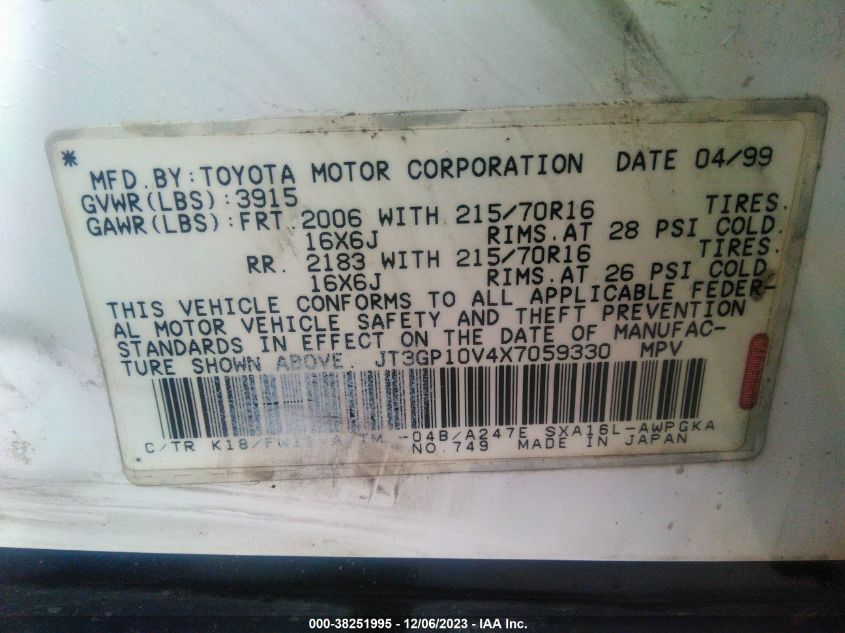 * MFD.BY:TOYOTA MOTOR CORPORATION DATE 04/99
GVWR(LBS):3915
GAWR(LBS):FRT. 2006 WITH 215/70R16 TIRES.
16X6J RIMS.AT 28 PSI COLD.
RR. 2183 WITH 215/70R16 TIRES.
16X6J RIMS.AT 26 PSI COLD.
THIS VEHICLE CONFORMS TO ALL APPLICABLE FEDER-
AL MOTOR VEHICLE SAFETY AND THEFT PREVENTION
STANDARDS IN EFFECT ON THE DATE OF MANUFAC-
TURE SHOWN ABOVE. JT3GP10V4X7059330 MPV
C/TR K18/FN11 A/TM -04B/A247E SXA16L-AWPGKA
NO.749 MADE IN JAPAN
000-38251995 - 12/06/2023 - IAA Inc.